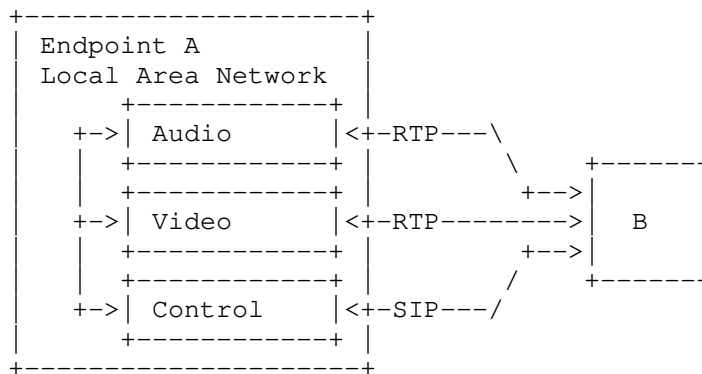 Endpoint A
Local Area Network
Audio
RTP
Video
RTP
B
Control
SIP